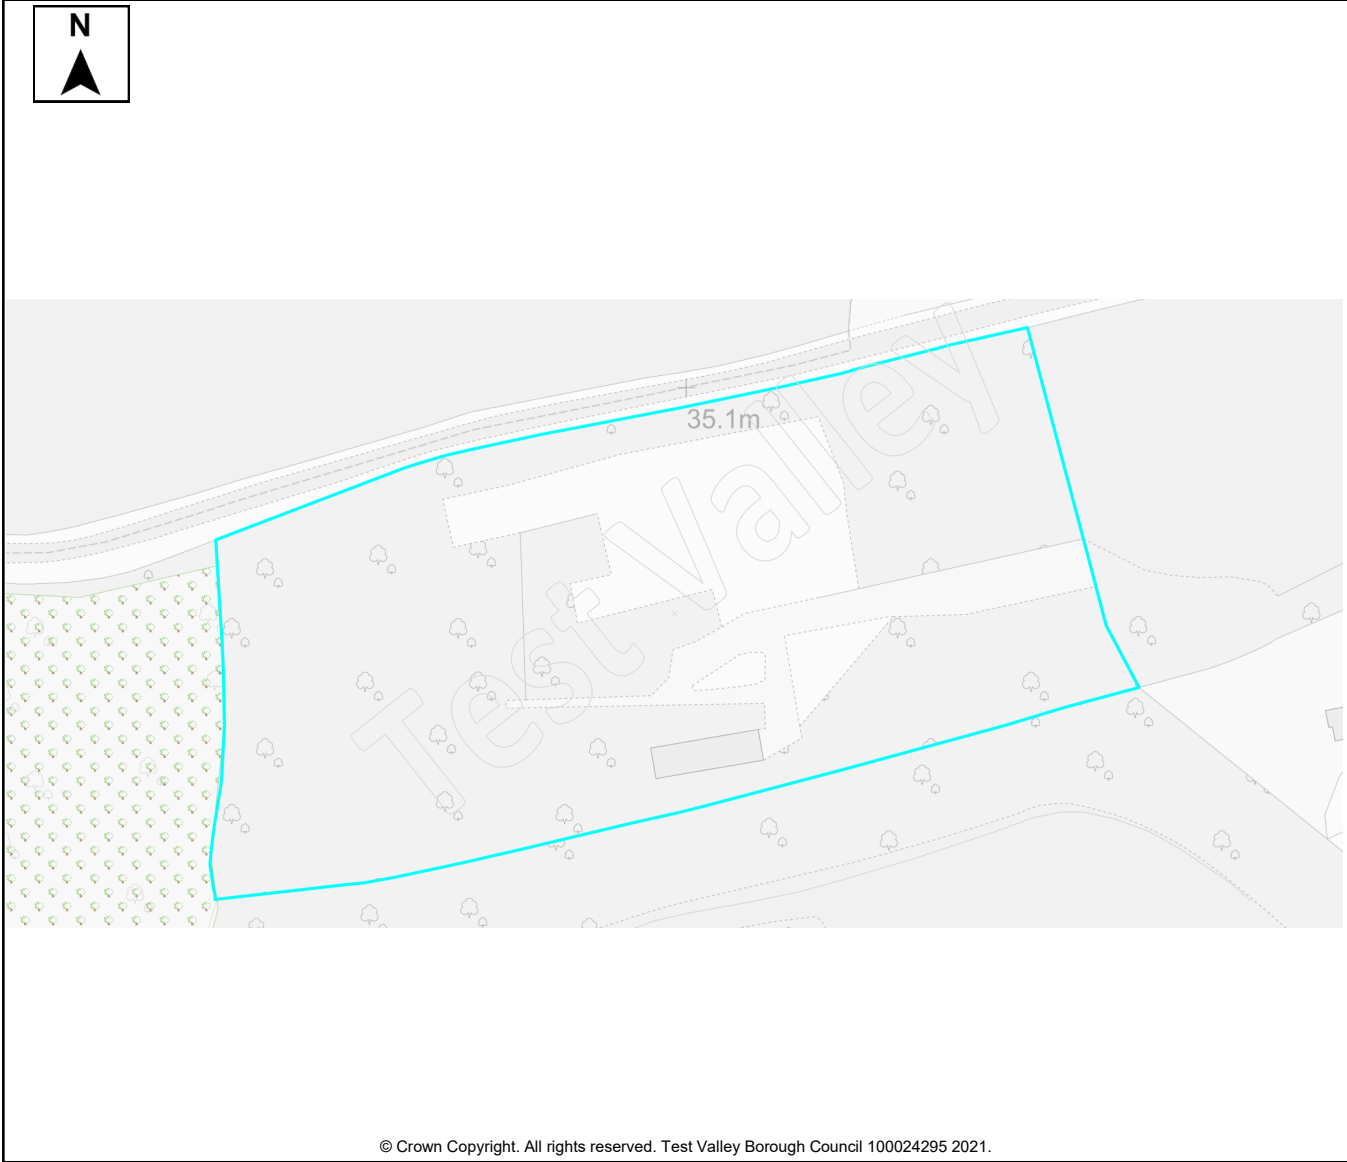 N
35.1m
Test Valley
© Crown Copyright. All rights reserved. Test Valley Borough Council 100024295 2021.